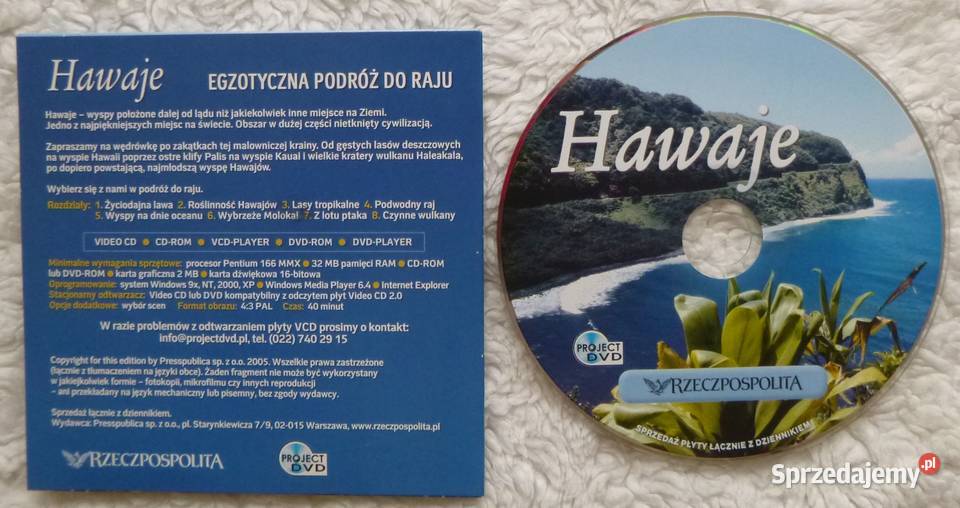 Hawaje EGZOTYCZNA PODRÓŻ DO RAJU
Hawaje – wyspy położone dalej od lądu niż jakiekolwiek inne miejsce na Ziemi.
Jedno z najpiękniejszych miejsc na świecie. Obszar w dużej części nietknięty cywilizacją.
Zapraszamy na wędrówkę po zakątkach tej malowniczej krainy. Od gęstych lasów deszczowych
na wyspie Hawaii poprzez ostre klify Palis na wyspie Kauai i wielkie kratery wulkanu Haleakala,
po dopiero powstającą, najmłodszą wyspę Hawajów.
Wybierz się z nami w podróż do raju.
Rozdziały: 1. Życiodajna lawa 2. Roślinność Hawajów 3. Lasy tropikalne 4. Podwodny raj
5. Wyspy na dnie oceanu 6. Wybrzeże Molokai 7. Z lotu ptaka 8. Czynne wulkany
VIDEO CD ● CD-ROM ● VCD-PLAYER ● DVD-ROM ● DVD-PLAYER
Minimalne wymagania sprzętowe: procesor Pentium 166 MMX ● 32 MB pamięci RAM ● CD-ROM
lub DVD-ROM ● karta graficzna 2 MB ● karta dźwiękowa 16-bitowa
Oprogramowanie: system Windows 9x, NT, 2000, XP ● Windows Media Player 6.4 ● Internet Explorer
Stacjonarny odtwarzacz: Video CD lub DVD kompatybilny z odczytem płyt Video CD 2.0
Opcje dodatkowe: wybór scen Format obrazu: 4:3 PAL Czas: 40 minut
W razie problemów z odtwarzaniem płyty VCD prosimy o kontakt:
info@projectdvd.pl, tel. (022) 740 29 15
Copyright for this edition by Presspublica sp. z o.o. 2005. Wszelkie prawa zastrzeżone
(łącznie z tłumaczeniem na języki obce). Żaden fragment nie może być wykorzystany
w jakiejkolwiek formie – fotokopii, mikrofilmu czy innych reprodukcji
– ani przekładany na język mechaniczny lub pisemny, bez zgody wydawcy.
Sprzedaż łącznie z dziennikiem.
Wydawca: Presspublica sp. z o.o., pl. Starynkiewicza 7/9, 02-015 Warszawa, www.rzeczpospolita.pl
RZECZPOSPOLITA
PROJECT
DVD
Hawaje
PROJECT
DVD
RZECZPOSPOLITA
SPRZEDAŻ PŁYTY ŁĄCZNIE Z DZIENNIKIEM
Sprzedajemy.pl